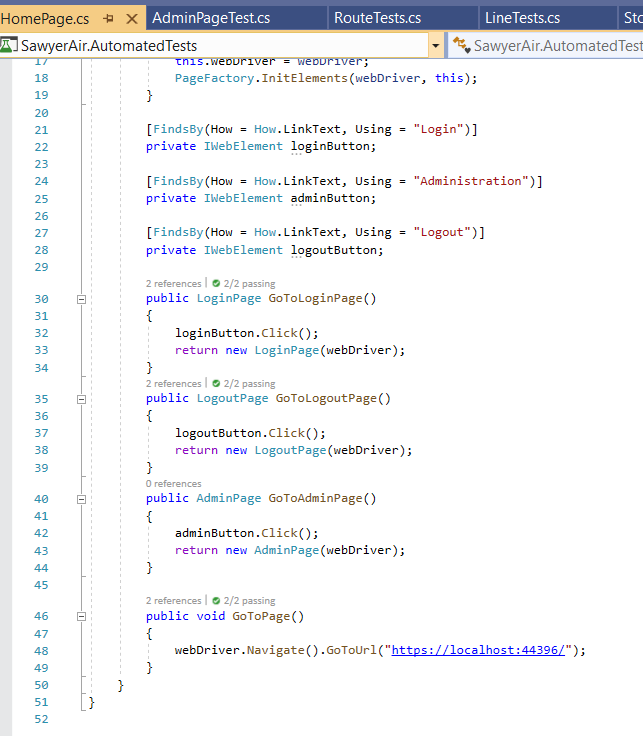 HomePage.cs AdminPageTest.cs RouteTests.cs LineTests.cs Sto
SawyerAir.AutomatedTests SawyerAir.AutomatedTest
17 this.webDriver = webDriver;
18 PageFactory.InitElements(webDriver, this);
19 }
20
21 [FindsBy(How = How.LinkText, Using = "Login")]
22 private IWebElement loginButton;
23
24 [FindsBy(How = How.LinkText, Using = "Administration")]
25 private IWebElement adminButton;
26
27 [FindsBy(How = How.LinkText, Using = "Logout")]
28 private IWebElement logoutButton;
29
2 references | 2/2 passing
30 public LoginPage GoToLoginPage()
31 {
32 loginButton.Click();
33 return new LoginPage(webDriver);
34 }
2 references | 2/2 passing
35 public LogoutPage GoToLogoutPage()
36 {
37 logoutButton.Click();
38 return new LogoutPage(webDriver);
39 }
0 references
40 public AdminPage GoToAdminPage()
41 {
42 adminButton.Click();
43 return new AdminPage(webDriver);
44 }
45
2 references | 2/2 passing
46 public void GoToPage()
47 {
48 webDriver.Navigate().GoToUrl("https://localhost:44396/");
49 }
50 }
51 }
52